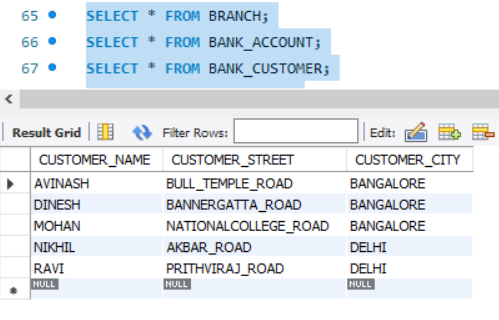 65 SELECT * FROM BRANCH;
66 SELECT * FROM BANK_ACCOUNT;
67 SELECT * FROM BANK_CUSTOMER;
Result Grid Filter Rows: Edit:
CUSTOMER_NAME CUSTOMER_STREET CUSTOMER_CITY
AVINASH BULL_TEMPLE_ROAD BANGALORE
DINESH BANNERGATTA_ROAD BANGALORE
MOHAN NATIONALCOLLEGE_ROAD BANGALORE
NIKHIL AKBAR_ROAD DELHI
RAVI PRITHVIRAJ_ROAD DELHI
NULL NULL NULL